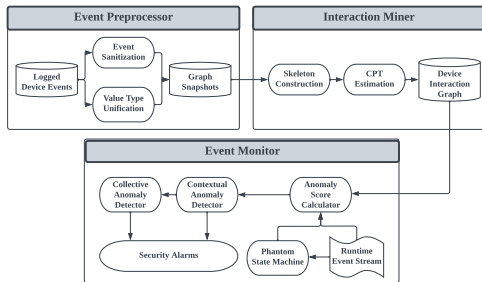 Event Preprocessor
Interaction Miner
Logged
Device Events
Event
Sanitization
Value Type
Unification
Graph
Snapshots
Skeleton
Construction
CPT
Estimation
Device
Interaction
Graph
Event Monitor
Collective
Anomaly
Detector
Contextual
Anomaly
Detector
Anomaly
Score
Calculator
Security Alarms
Phantom
State Machine
Runtime
Event Stream